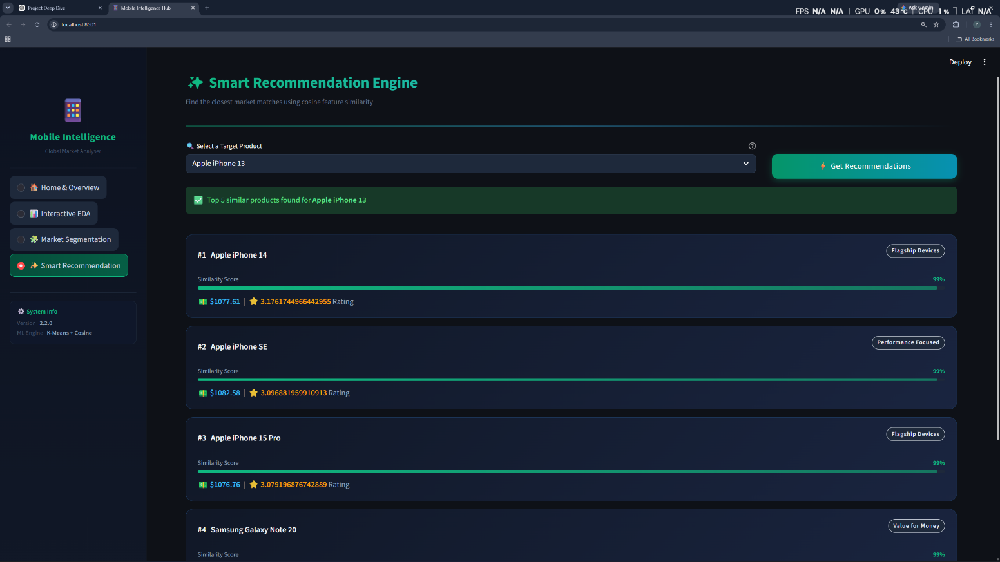 Project Deep Dive
Mobile Intelligence Hub
Ask Gemini
FPS N/A N/A | GPU 0% 43°C | CPU 1% | LAT N/A
localhost:8501
Y
All Bookmarks
Deploy
Mobile Intelligence
Global Market Analyser
Home & Overview
Interactive EDA
Market Segmentation
Smart Recommendation
System Info
Version 2.2.0
ML Engine K-Means + Cosine
Smart Recommendation Engine
Find the closest market matches using cosine feature similarity
Select a Target Product
Apple iPhone 13
Get Recommendations
Top 5 similar products found for Apple iPhone 13
#1 Apple iPhone 14
Flagship Devices
Similarity Score 99%
$1077.61 | 3.1761744966442955 Rating
#2 Apple iPhone SE
Performance Focused
Similarity Score 99%
$1082.58 | 3.096881959910913 Rating
#3 Apple iPhone 15 Pro
Flagship Devices
Similarity Score 99%
$1076.76 | 3.079196876742889 Rating
#4 Samsung Galaxy Note 20
Value for Money
Similarity Score 99%